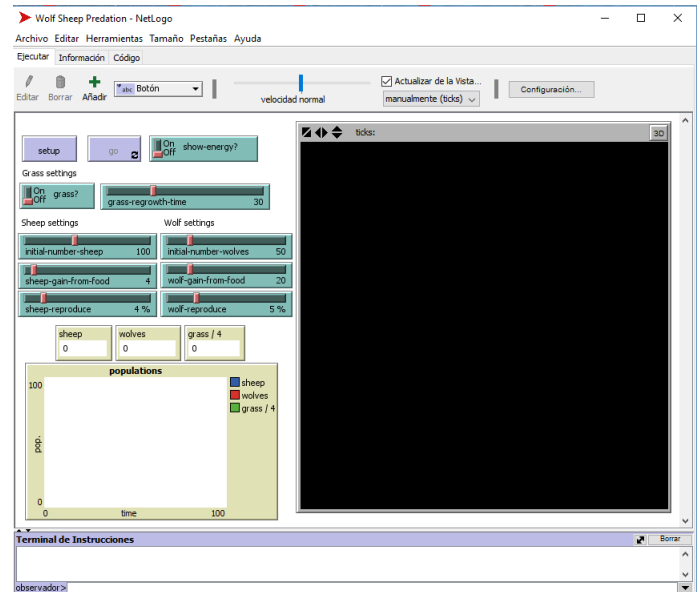 Wolf Sheep Predation - NetLogo
Archivo Editar Herramientas Tamaño Pestañas Ayuda
Ejecutar Información Código
Editar Borrar Añadir
abc Botón
velocidad normal
Actualizar de la Vista...
manualmente (ticks)
Configuración...
setup go On Off show-energy?
Grass settings
On Off grass? grass-regrowth-time 30
Sheep settings Wolf settings
initial-number-sheep 100 initial-number-wolves 50
sheep-gain-from-food 4 wolf-gain-from-food 20
sheep-reproduce 4 % wolf-reproduce 5 %
sheep wolves grass / 4
0 0 0
populations
100
pop.
0
0 time 100
sheep
wolves
grass / 4
ticks: 3D
Terminal de Instrucciones Borrar
observador>